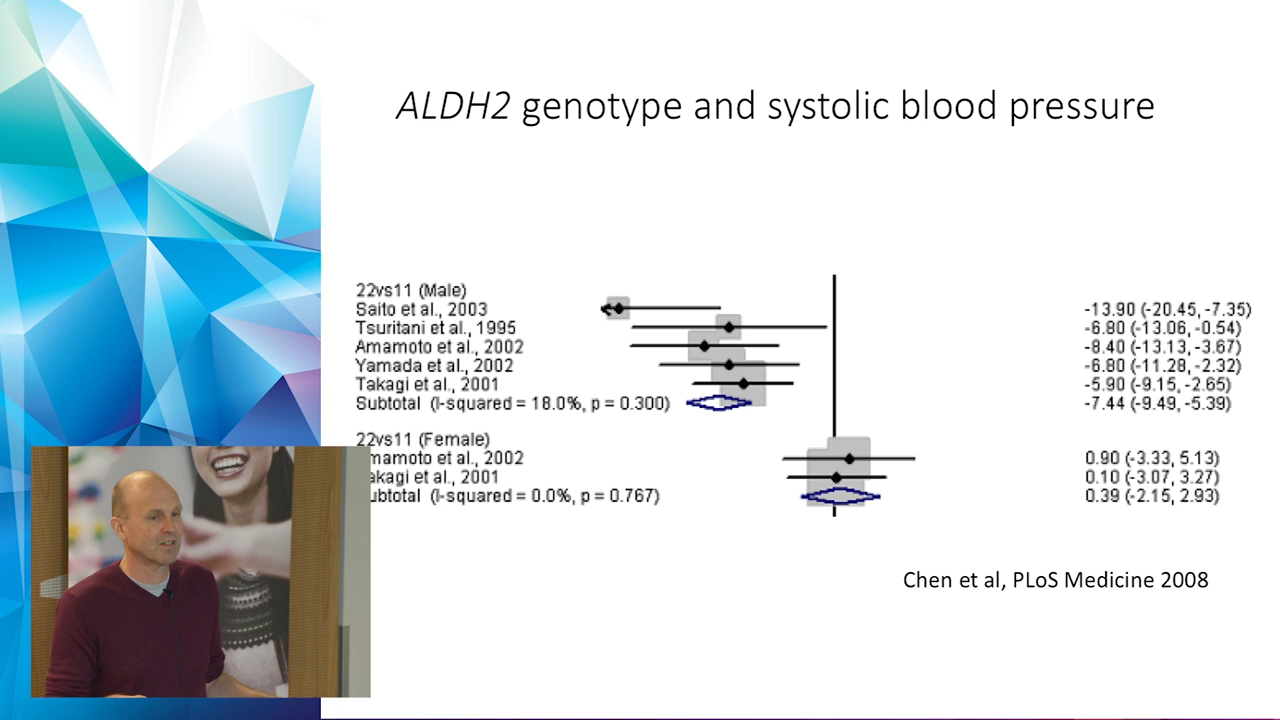 ALDH2 genotype and systolic blood pressure
22vs11 (Male)
Saito et al., 2003 -13.90 (-20.45, -7.35)
Tsuritani et al., 1995 -6.80 (-13.06, -0.54)
Amamoto et al., 2002 -8.40 (-13.13, -3.67)
Yamada et al., 2002 -6.80 (-11.28, -2.32)
Takagi et al., 2001 -5.90 (-9.15, -2.65)
Subtotal (I-squared = 18.0%, p = 0.300) -7.44 (-9.49, -5.39)
22vs11 (Female)
mamoto et al., 2002 0.90 (-3.33, 5.13)
akagi et al., 2001 0.10 (-3.07, 3.27)
ubtotal (I-squared = 0.0%, p = 0.767) 0.39 (-2.15, 2.93)
Chen et al, PLoS Medicine 2008